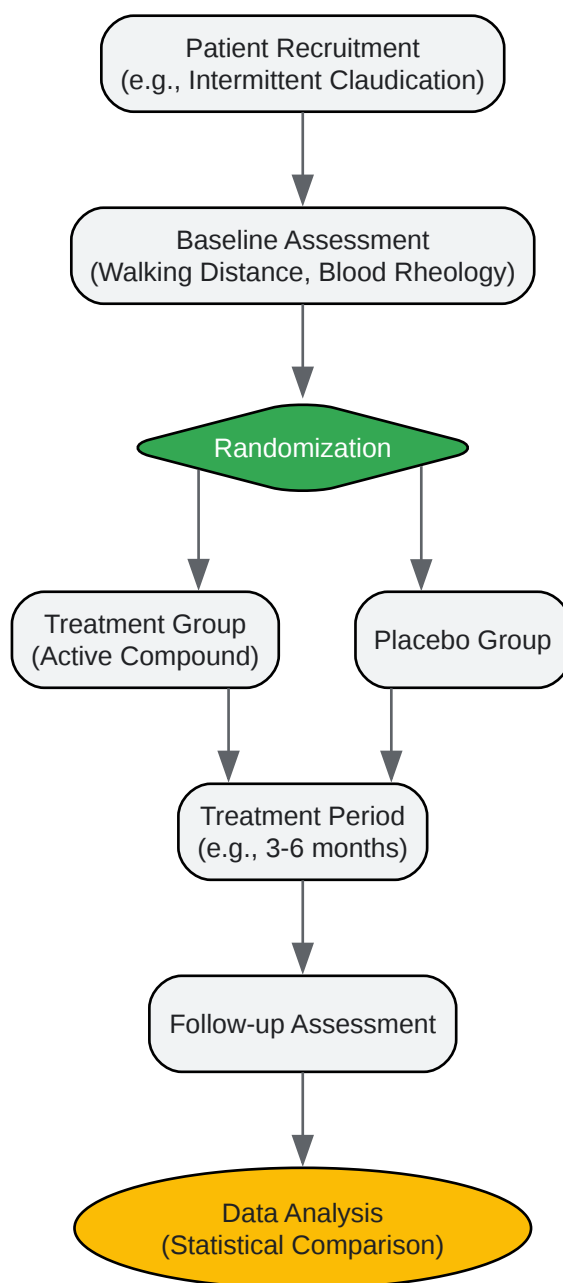 Patient Recruitment
(e.g., Intermittent Claudication)
Baseline Assessment
(Walking Distance, Blood Rheology)
Randomization
Treatment Group
(Active Compound)
Placebo Group
Treatment Period
(e.g., 3-6 months)
Follow-up Assessment
Data Analysis
(Statistical Comparison)